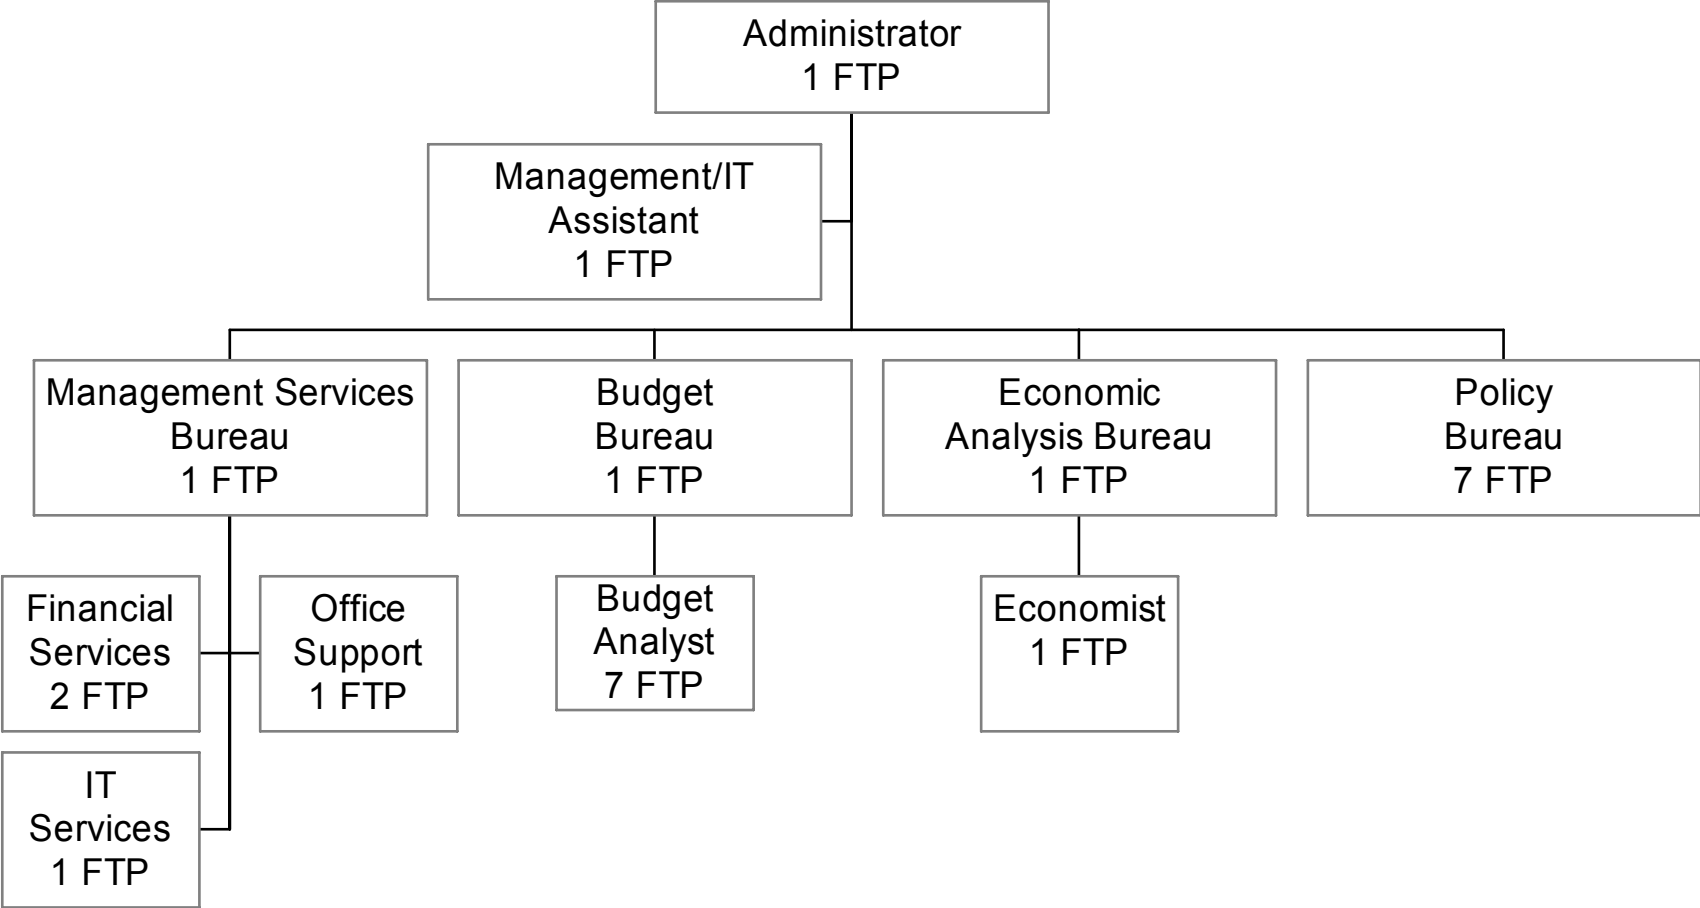 Administrator
1 FTP
Management/IT
Assistant
1 FTP
Management Services
Bureau
1 FTP
Budget
Bureau
1 FTP
Economic
Analysis Bureau
1 FTP
Policy
Bureau
7 FTP
Financial
Services
2 FTP
Office
Support
1 FTP
Budget
Analyst
7 FTP
Economist
1 FTP
IT
Services
1 FTP